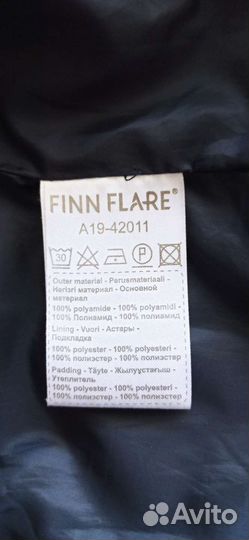 FINN FLARE®
A19-42011
30 P
Outer material - Perusmateriaali -
Негізгі материал - Основной
материал
100% polyamide - 100% polyamidi -
100% Полиамид - 100% полиамид
Lining - Vuori - Астары -
Подкладка
100% polyester - 100% polyesteri -
100% полиэстер - 100% полиэстер
Padding - Täyte - Жылуұстағыш -
Утеплитель
100% polyester - 100% polyesteri -
100% полиэстер - 100% полиэстер
Avito